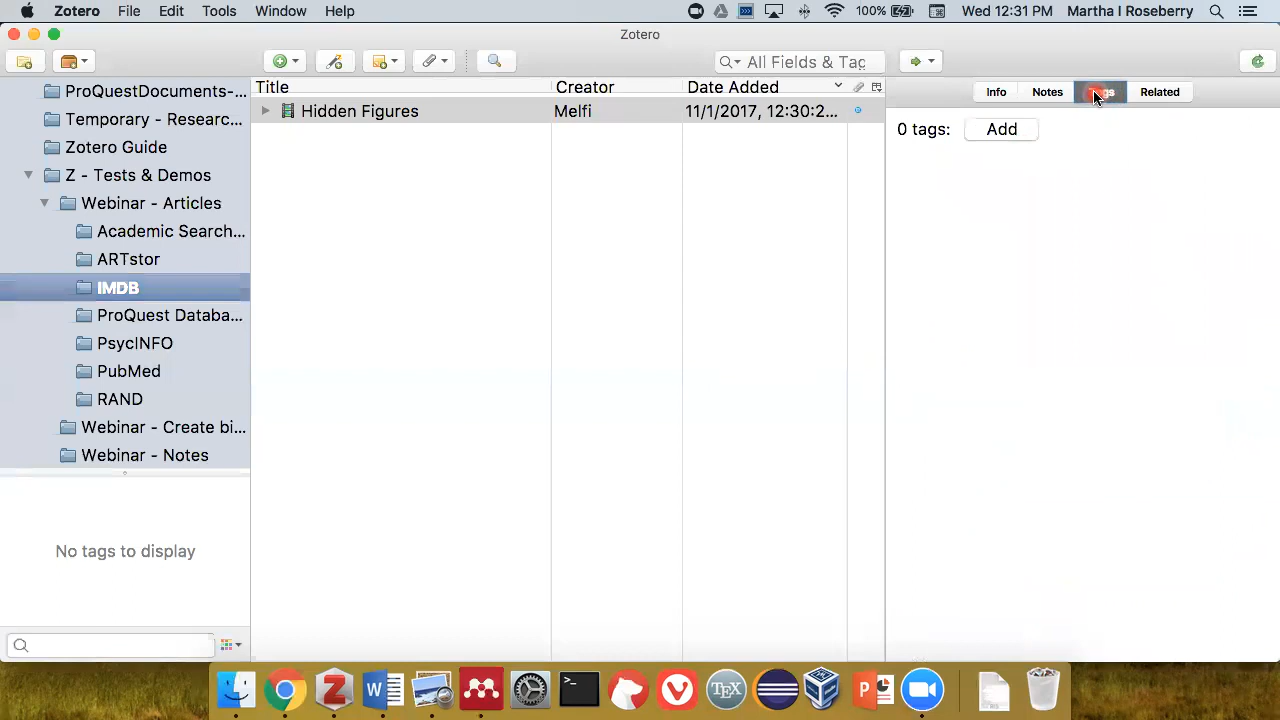 Zotero File Edit Tools Window Help 100% Wed 12:31 PM Martha I Roseberry
Zotero
All Fields & Tag
Title Creator Date Added
Info Notes Tags Related
Hidden Figures Melfi 11/1/2017, 12:30:2...
0 tags: Add
ProQuestDocuments-...
Temporary - Researc...
Zotero Guide
Z - Tests & Demos
Webinar - Articles
Academic Search...
ARTstor
IMDB
ProQuest Databa...
PsycINFO
PubMed
RAND
Webinar - Create bi...
Webinar - Notes
No tags to display